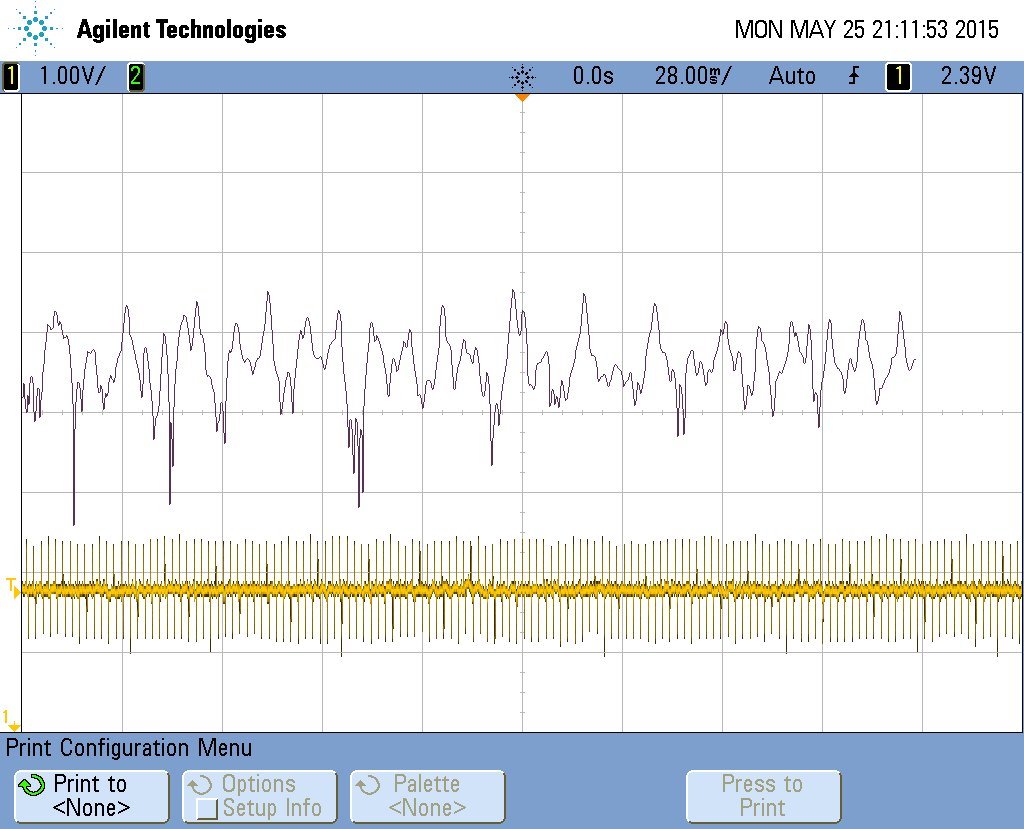 Agilent Technologies MON MAY 25 21:11:53 2015
1 1.00V/ 2 0.0s 28.00ms/ Auto 1 2.39V
T
1
Print Configuration Menu
Print to Options Palette Press to
<None> Setup Info <None> Print